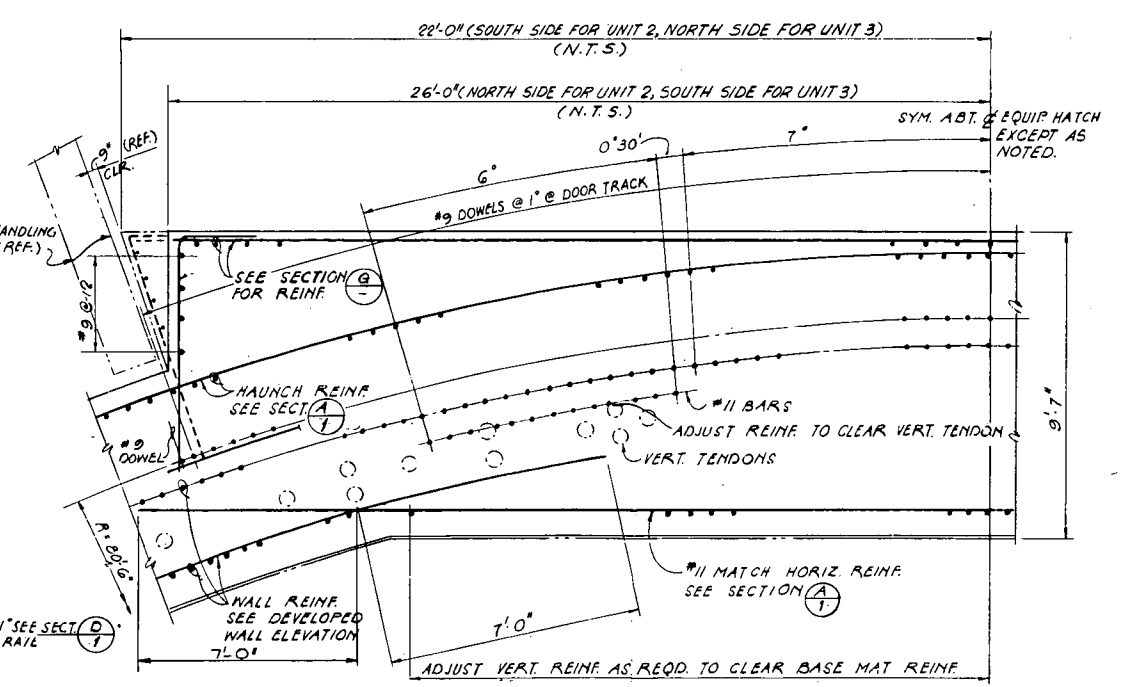 22'-0" (SOUTH SIDE FOR UNIT 2, NORTH SIDE FOR UNIT 3)
(N.T.S.)
26'-0" (NORTH SIDE FOR UNIT 2, SOUTH SIDE FOR UNIT 3)
(N.T.S.)
SYM. ABT. ℄ EQUIP. HATCH
EXCEPT AS
NOTED.
9" (REF.)
CLR.
0°30'
7°
6°
#9 DOWELS @ 1° @ DOOR TRACK
ANDLING
REF.)
SEE SECTION G
FOR REINF. -
#9 @ 12
9'-7"
HAUNCH REINF.
SEE SECT. A
1
#11 BARS
#9
DOWEL
ADJUST REINF. TO CLEAR VERT. TENDON
VERT. TENDONS
R=80'6"
#11 MATCH HORIZ. REINF.
SEE SECTION A
1
WALL REINF.
SEE DEVELOPED
WALL ELEVATION
1" SEE SECT. D
RAIL 1
7'-0"
7'-0"
ADJUST VERT. REINF. AS REQD. TO CLEAR BASE MAT REINF.